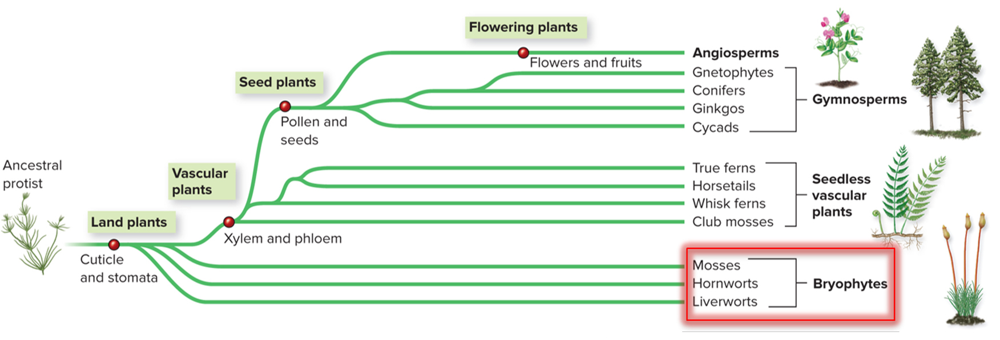 Flowering plants
Angiosperms
Flowers and fruits
Gnetophytes
Seed plants
Conifers
Gymnosperms
Ginkgos
Pollen and
seeds
Cycads
Ancestral
protist
Vascular
plants
True ferns
Horsetails
Whisk ferns
Club mosses
Seedless
vascular
plants
Land plants
Xylem and phloem
Cuticle
and stomata
Mosses
Hornworts
Liverworts
Bryophytes